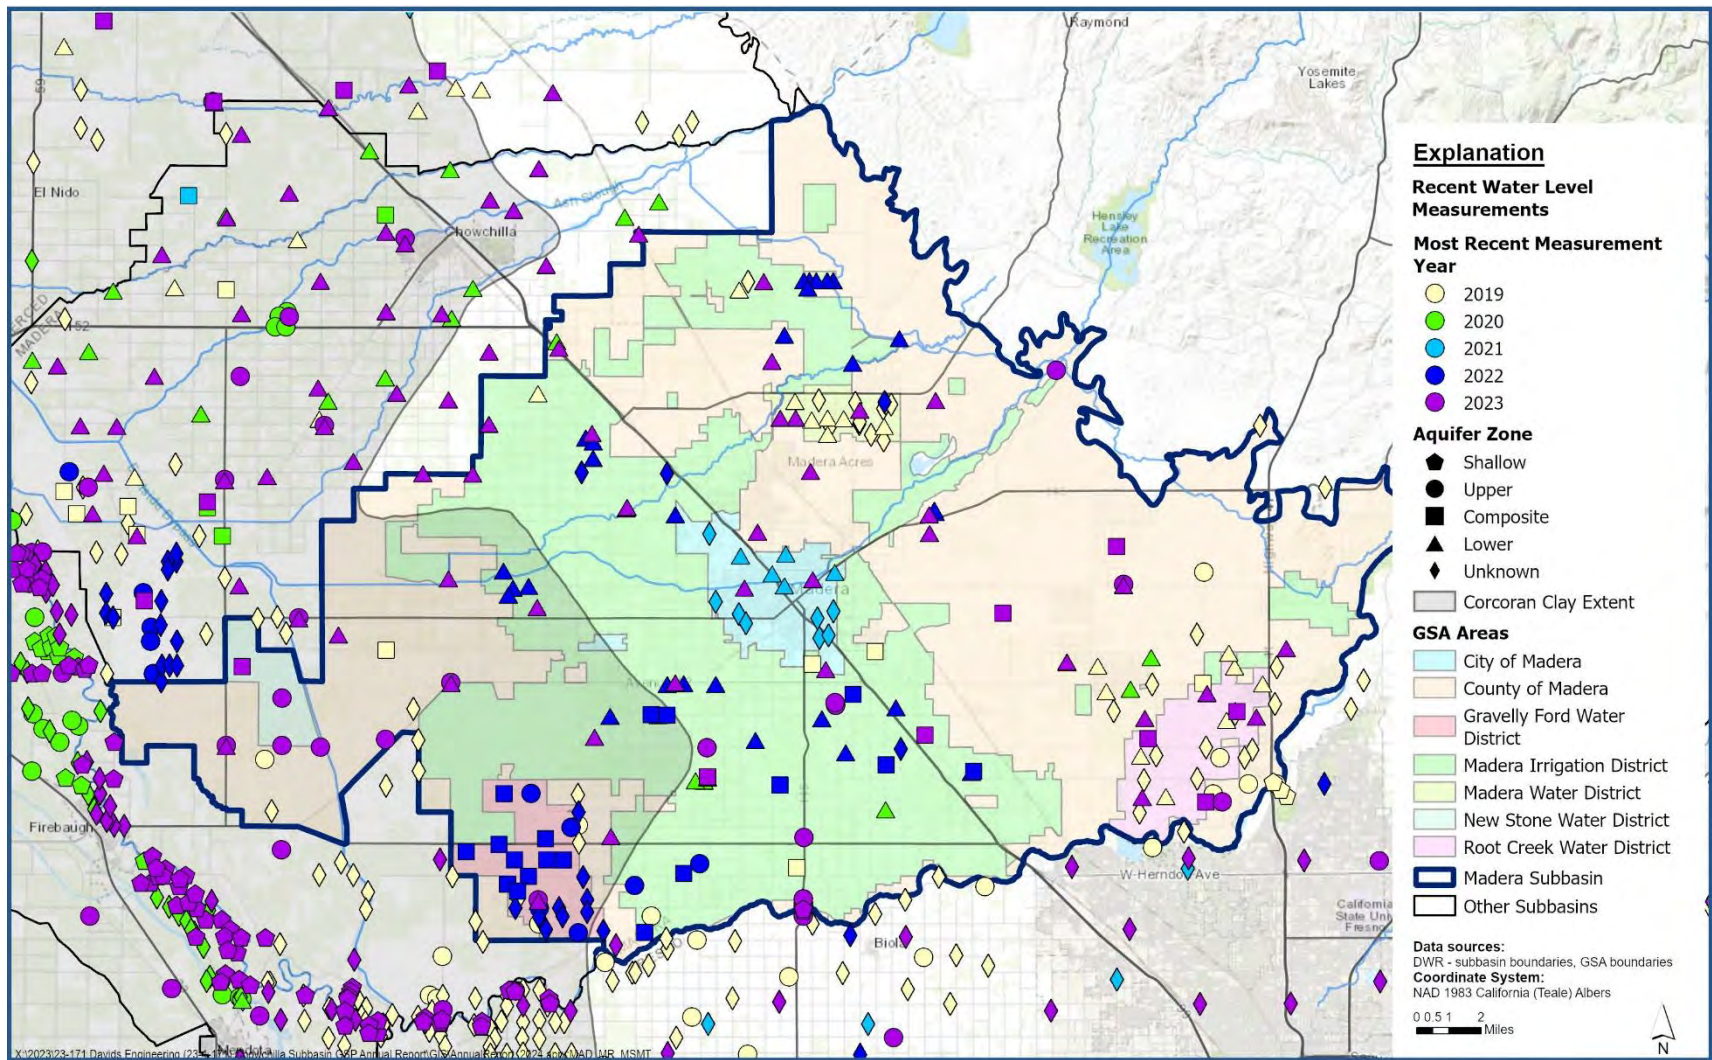 Raymond
Yosemite
Lakes
59
El Nido
Ash Slough
Chowchilla
Hensley
Lake
Recreation
Area
MADERA
152
Madera Acres
Madera
Firebaugh
W Herndon Ave
California
State Uni
Fresno
Biola
Mendota
Explanation
Recent Water Level
Measurements
Most Recent Measurement
Year
2019
2020
2021
2022
2023
Aquifer Zone
Shallow
Upper
Composite
Lower
Unknown
Corcoran Clay Extent
GSA Areas
City of Madera
County of Madera
Gravelly Ford Water
District
Madera Irrigation District
Madera Water District
New Stone Water District
Root Creek Water District
Madera Subbasin
Other Subbasins
Data sources:
DWR - subbasin boundaries, GSA boundaries
Coordinate System:
NAD 1983 California (Teale) Albers
0 0.5 1 2
Miles
N